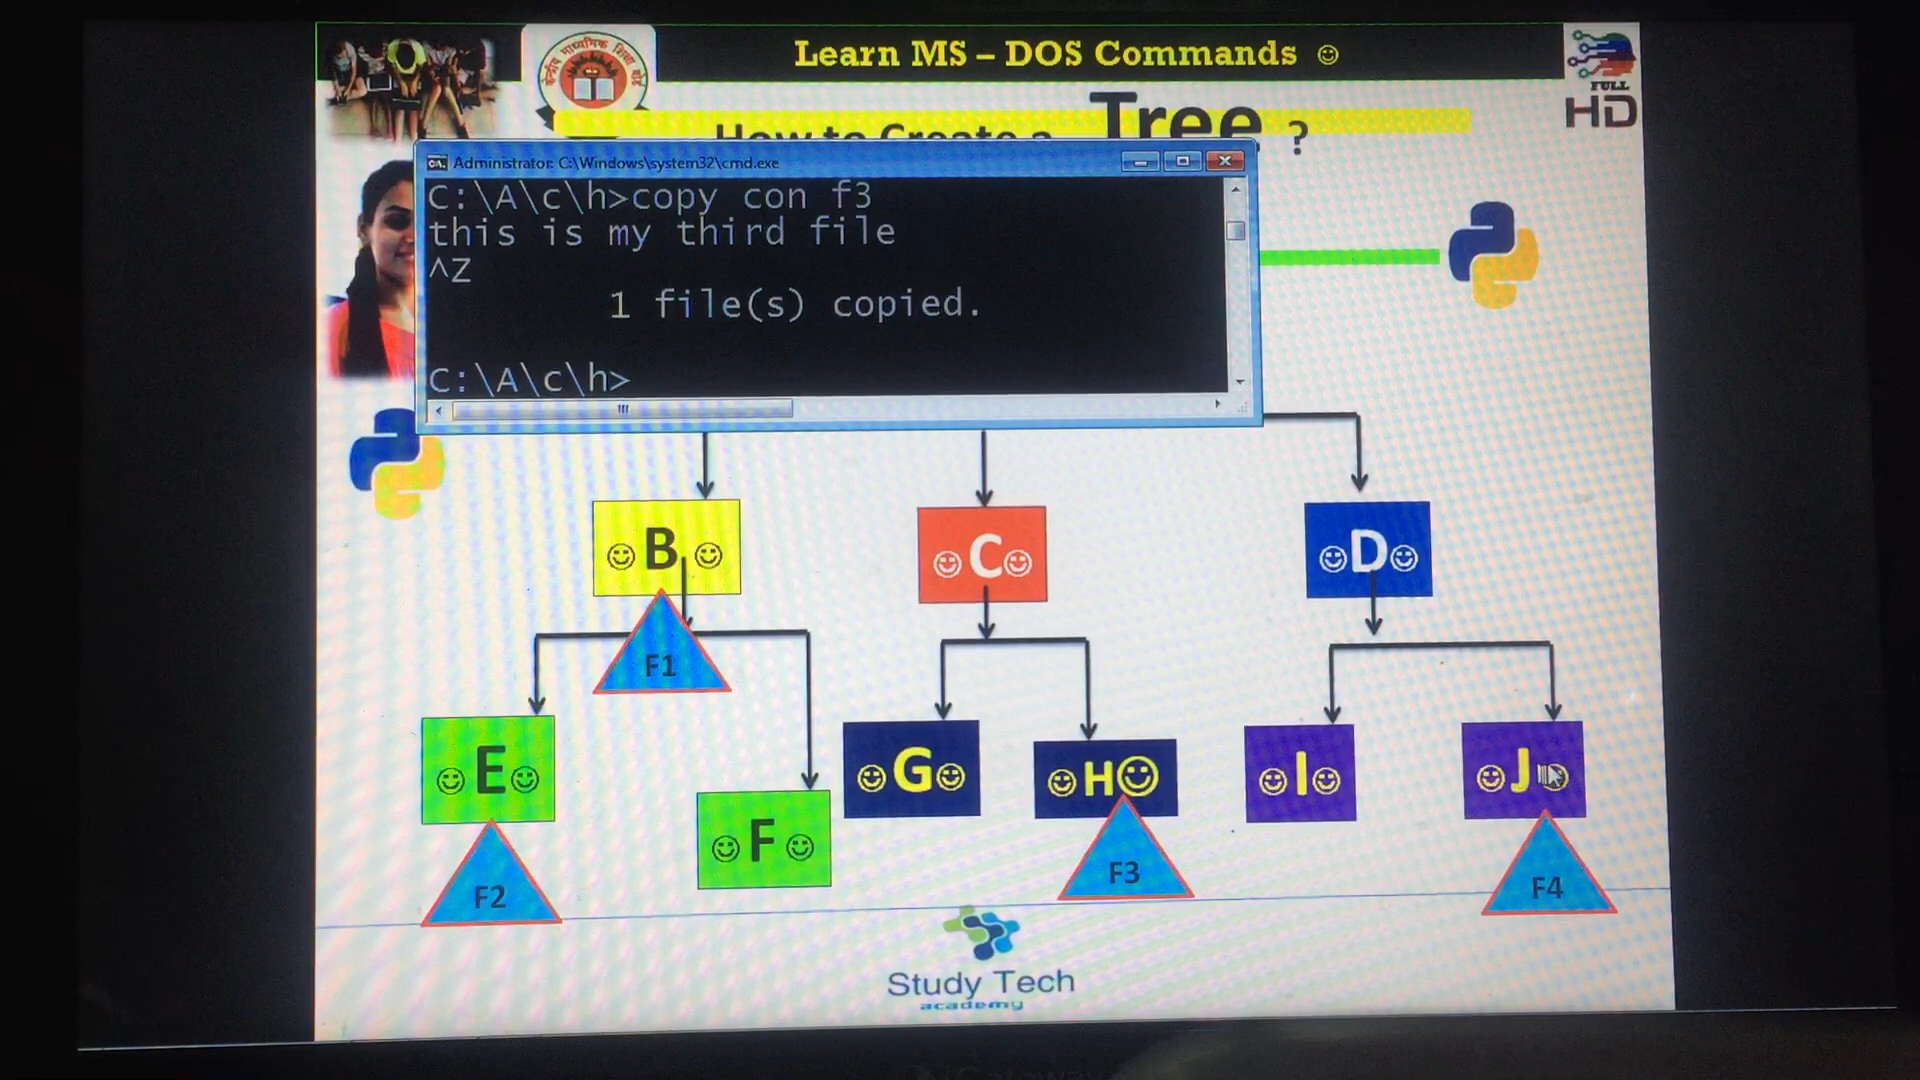 Learn MS – DOS Commands ☺
FULL
HD
How to Create a Tree ?
Administrator: C:\Windows\system32\cmd.exe
C:\A\c\h>copy con f3
this is my third file
^Z
1 file(s) copied.
C:\A\c\h>
B
C
D
F1
E
F
G
H
I
J
F2
F3
F4
Study Tech
academy